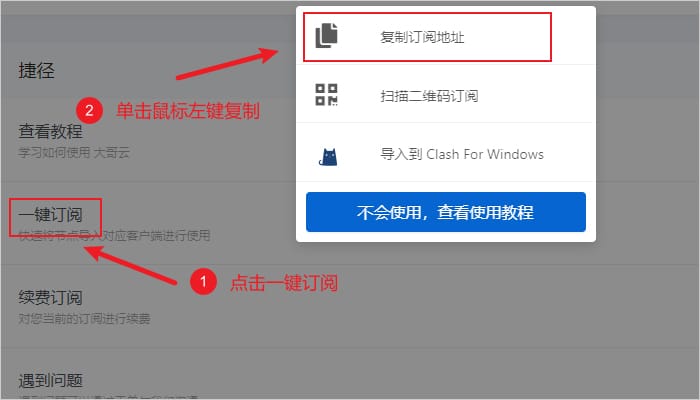 复制订阅地址
捷径
扫描二维码订阅
2 单击鼠标左键复制
查看教程
学习如何使用 大哥云
导入到 Clash For Windows
不会使用，查看使用教程
一键订阅
快速将节点导入对应客户端进行使用
1 点击一键订阅
续费订阅
对您当前的订阅进行续费
遇到问题